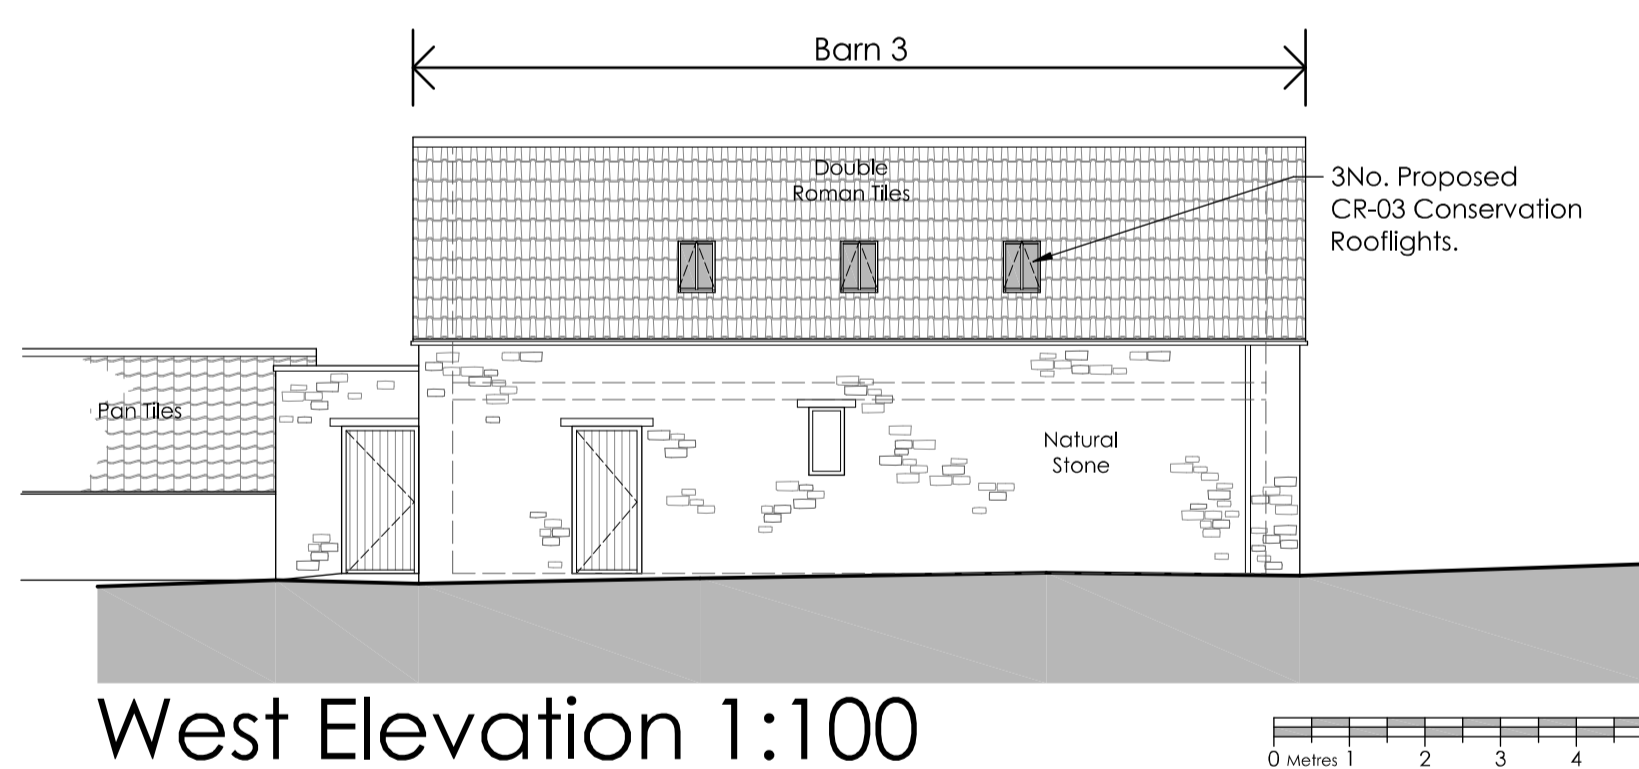 Barn 3
Double
Roman Tiles
3No. Proposed
CR-03 Conservation
Rooflights.
Pan Tiles
Natural
Stone
West Elevation 1:100
0 Metres 1 2 3 4